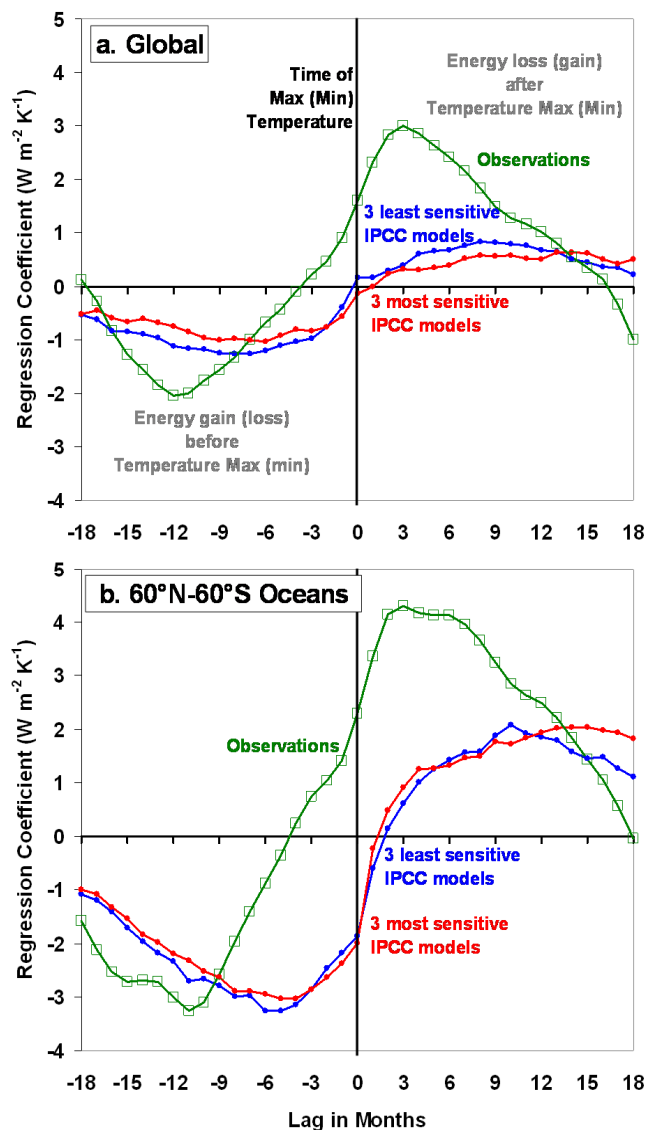 a. Global
Time of
Max (Min)
Temperature
Energy loss (gain)
after
Temperature Max (Min)
Observations
3 least sensitive
IPCC models
3 most sensitive
IPCC models
Energy gain (loss)
before
Temperature Max (min)
Regression Coefficient (W m-2 K-1)
5
4
3
2
1
0
-1
-2
-3
-4
-18 -15 -12 -9 -6 -3 0 3 6 9 12 15 18
b. 60°N-60°S Oceans
Observations
3 least sensitive
IPCC models
3 most sensitive
IPCC models
Regression Coefficient (W m-2 K-1)
5
4
3
2
1
0
-1
-2
-3
-4
-18 -15 -12 -9 -6 -3 0 3 6 9 12 15 18
Lag in Months